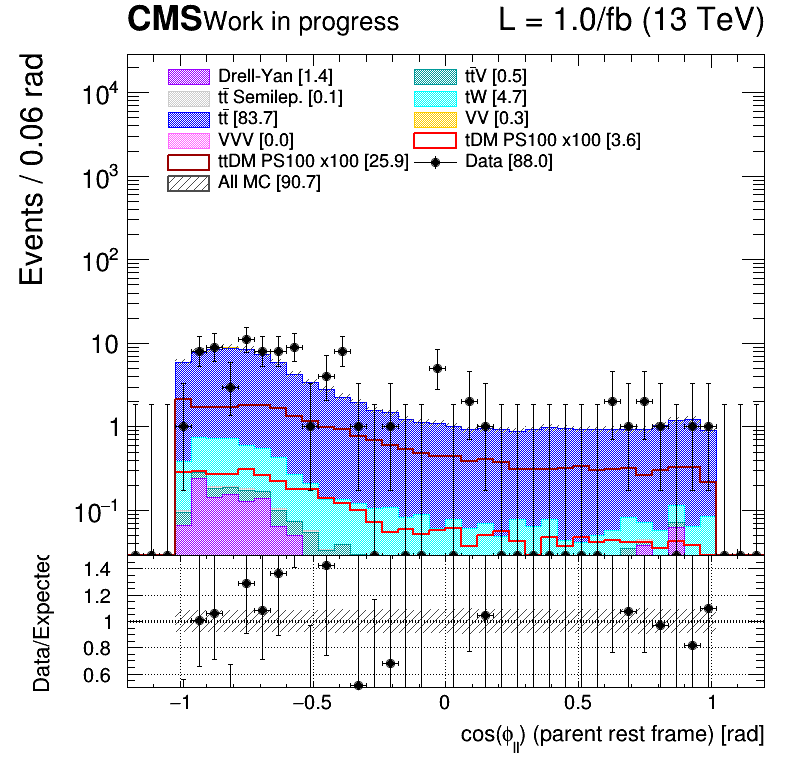 CMS Work in progress L = 1.0/fb (13 TeV)
Events / 0.06 rad
10⁴
10³
10²
10
1
10⁻¹
Drell-Yan [1.4]
tt̄ Semilep. [0.1]
tt̄ [83.7]
VVV [0.0]
ttDM PS100 x100 [25.9]
All MC [90.7]
tt̄V [0.5]
tW [4.7]
VV [0.3]
tDM PS100 x100 [3.6]
Data [88.0]
Data/Expected
1.4
1.2
1
0.8
0.6
−1 −0.5 0 0.5 1
cos(ϕ_ll) (parent rest frame) [rad]